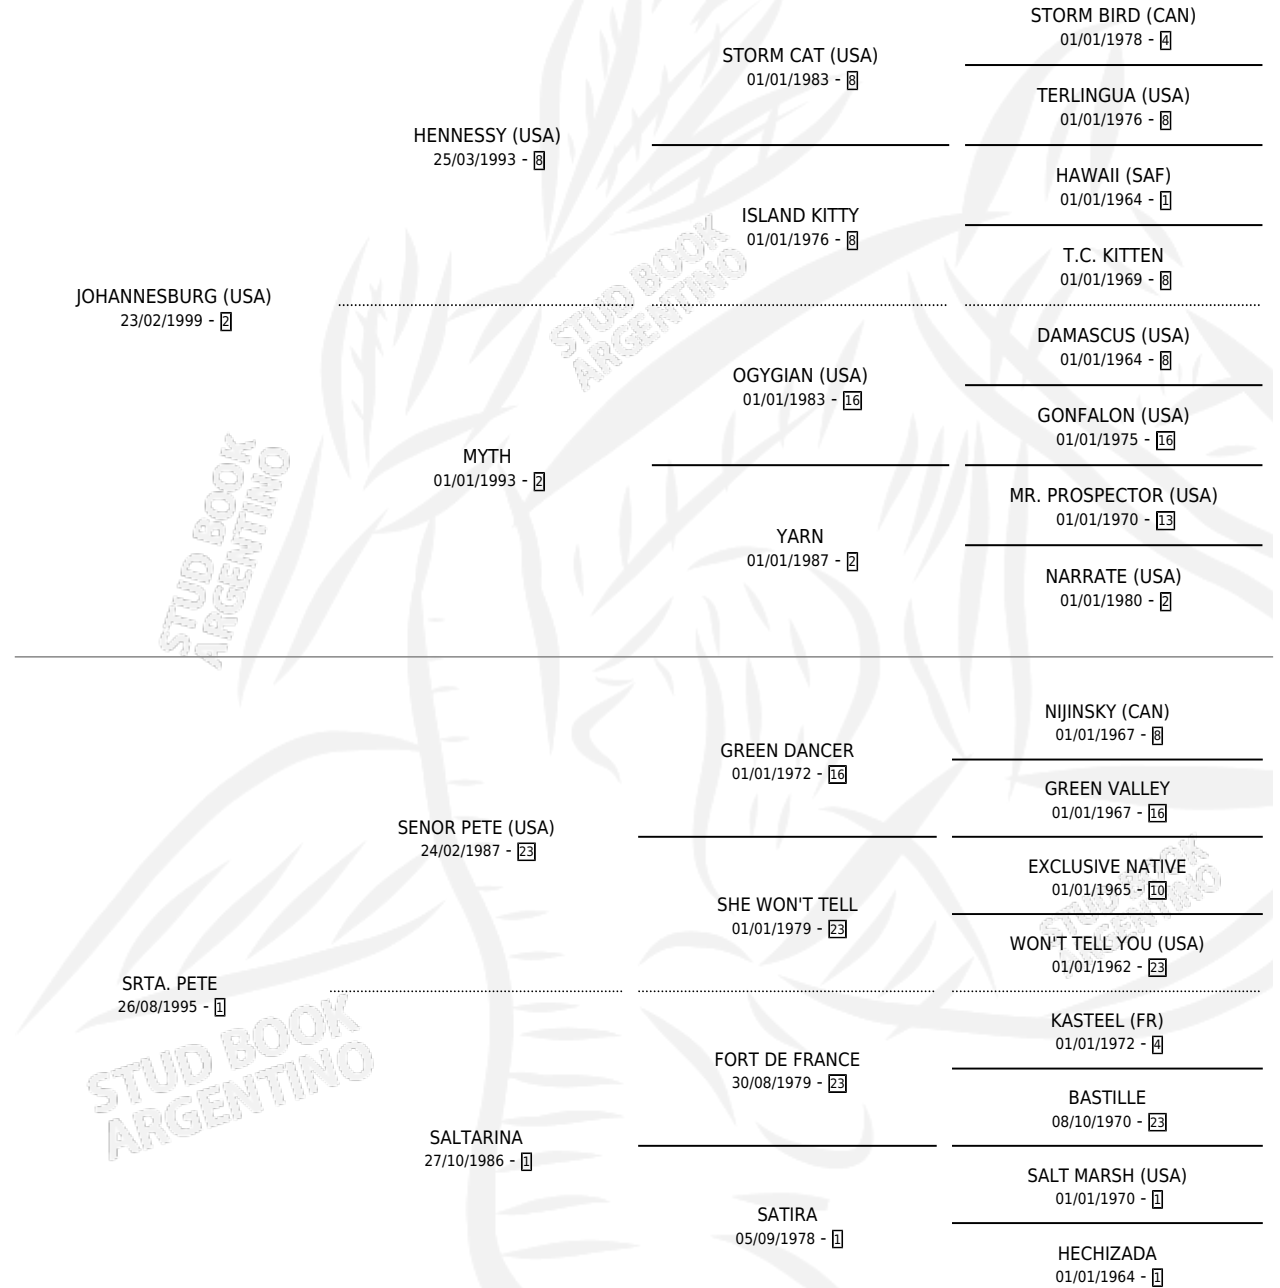 STORM BIRD (CAN)
01/01/1978 - 4
STORM CAT (USA)
01/01/1983 - 8
TERLINGUA (USA)
01/01/1976 - 8
HENNESSY (USA)
25/03/1993 - 8
HAWAII (SAF)
01/01/1964 - 1
ISLAND KITTY
01/01/1976 - 8
T.C. KITTEN
01/01/1969 - 8
JOHANNESBURG (USA)
23/02/1999 - 2
DAMASCUS (USA)
01/01/1964 - 8
OGYGIAN (USA)
01/01/1983 - 16
GONFALON (USA)
01/01/1975 - 16
MYTH
01/01/1993 - 2
MR. PROSPECTOR (USA)
01/01/1970 - 13
YARN
01/01/1987 - 2
NARRATE (USA)
01/01/1980 - 2
STUD BOOK
ARGENTINO
STUD BOOK
ARGENTINO
NIJINSKY (CAN)
01/01/1967 - 8
GREEN DANCER
01/01/1972 - 16
GREEN VALLEY
01/01/1967 - 16
SENOR PETE (USA)
24/02/1987 - 23
EXCLUSIVE NATIVE
01/01/1965 - 10
SHE WON'T TELL
01/01/1979 - 23
WON'T TELL YOU (USA)
01/01/1962 - 23
STUD BOOK
ARGENTINO
SRTA. PETE
26/08/1995 - 1
KASTEEL (FR)
01/01/1972 - 4
FORT DE FRANCE
30/08/1979 - 23
BASTILLE
08/10/1970 - 23
SALTARINA
27/10/1986 - 1
SALT MARSH (USA)
01/01/1970 - 1
SATIRA
05/09/1978 - 1
HECHIZADA
01/01/1964 - 1
STUD BOOK
ARGENTINO